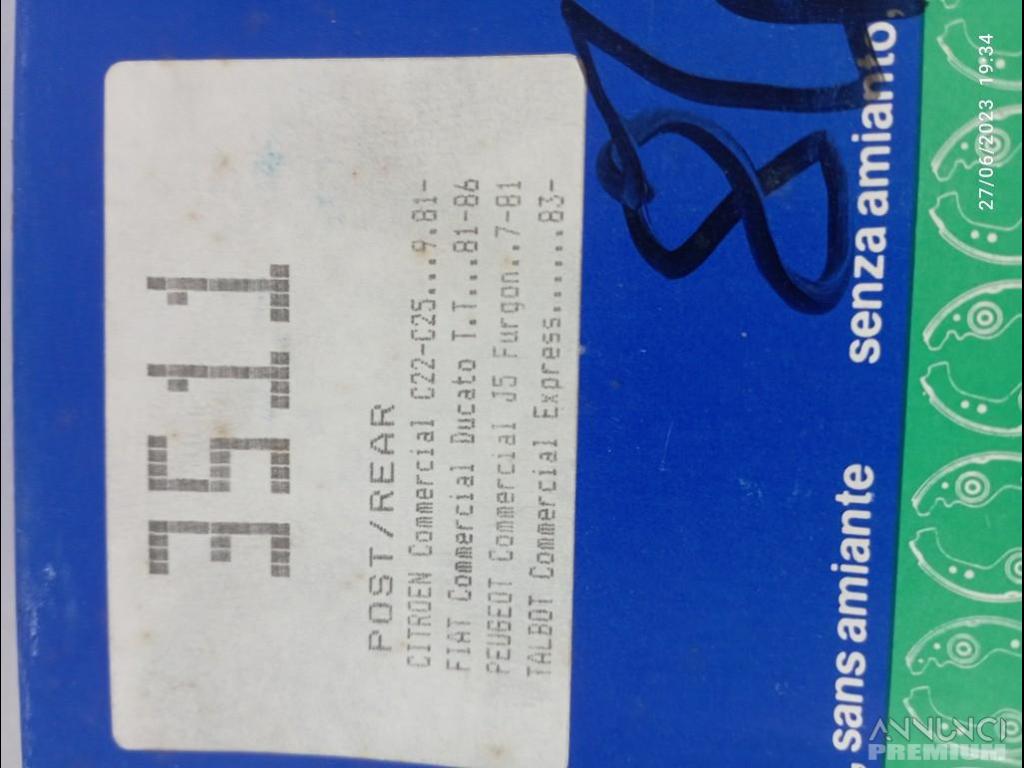 3511
POST/REAR
CITROEN Commercial C22-C25...9.81-
FIAT Commercial Ducato T.T...81-86
PEUGEOT Commercial J5 Furgon..7-81
TALBOT Commercial Express......83-
, sans amiante senza amianto,
27/06/2023 19:34
ANNUNCI
PREMIUM